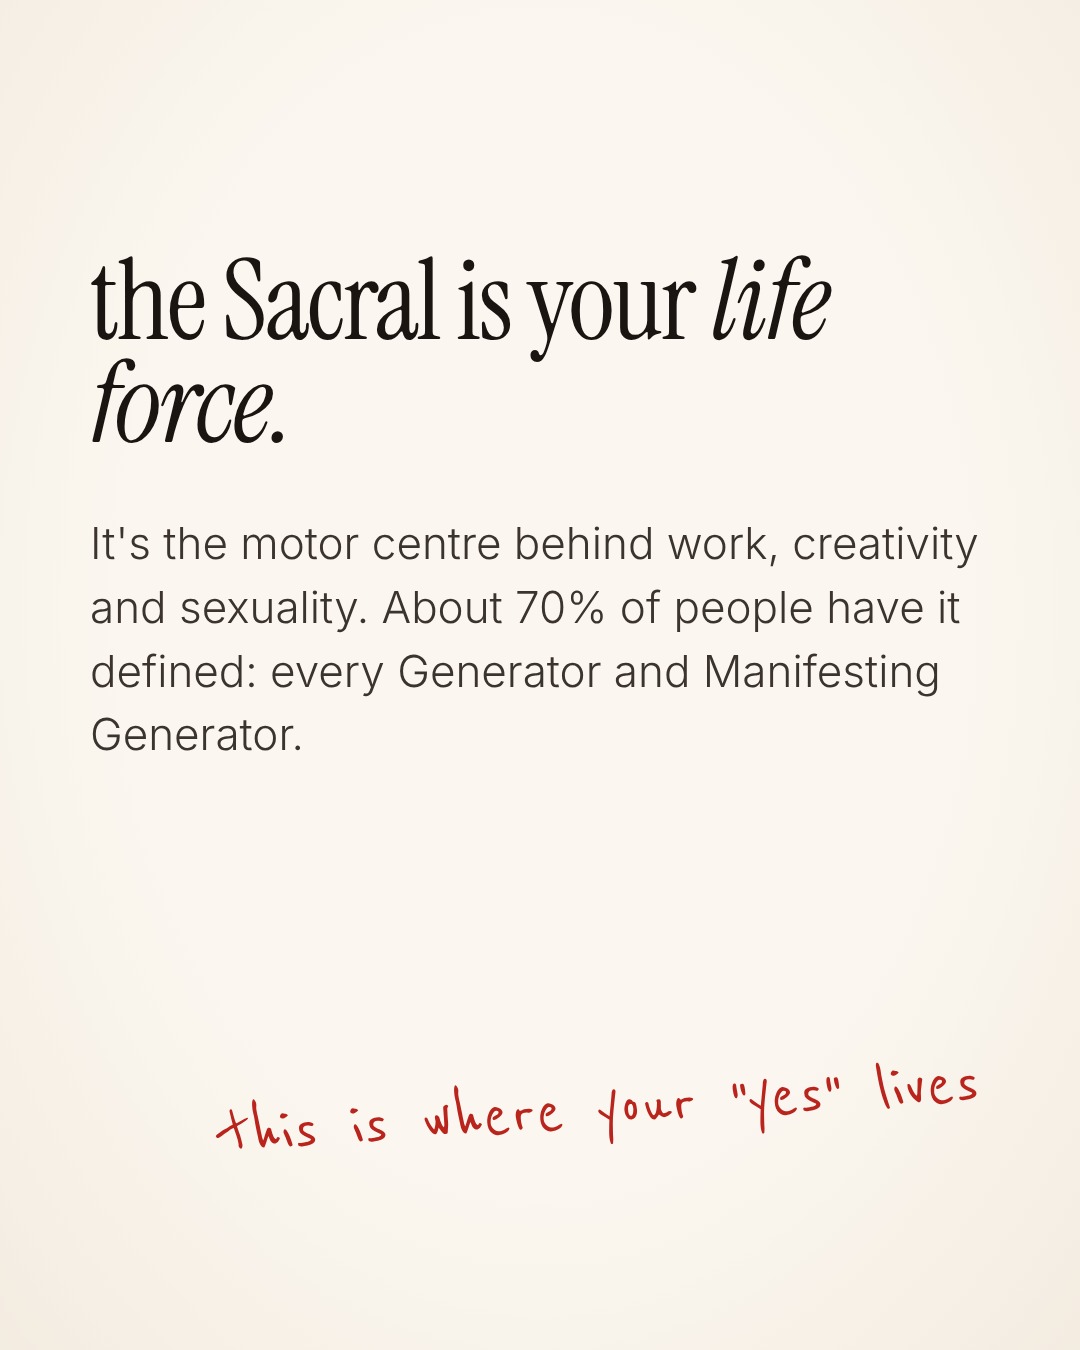 the Sacral is your life
force.
It's the motor centre behind work, creativity
and sexuality. About 70% of people have it
defined: every Generator and Manifesting
Generator.
this is where your "yes" lives